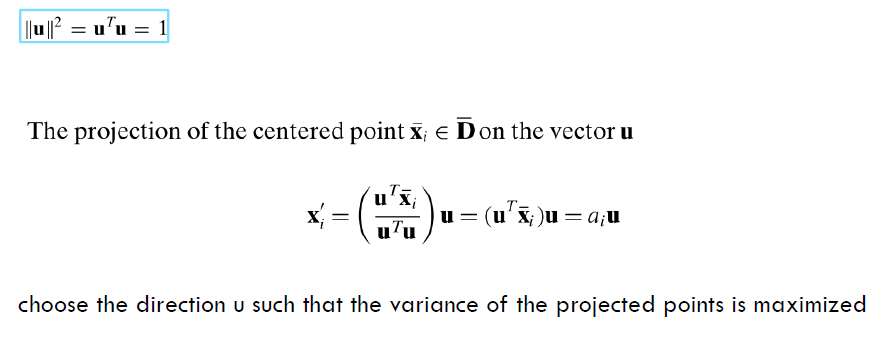 ‖u‖² = uᵀu = 1
The projection of the centered point x̄ᵢ ∈ D̄ on the vector u
x′ᵢ = (uᵀx̄ᵢ / uᵀu) u = (uᵀx̄ᵢ)u = aᵢu
choose the direction u such that the variance of the projected points is maximized